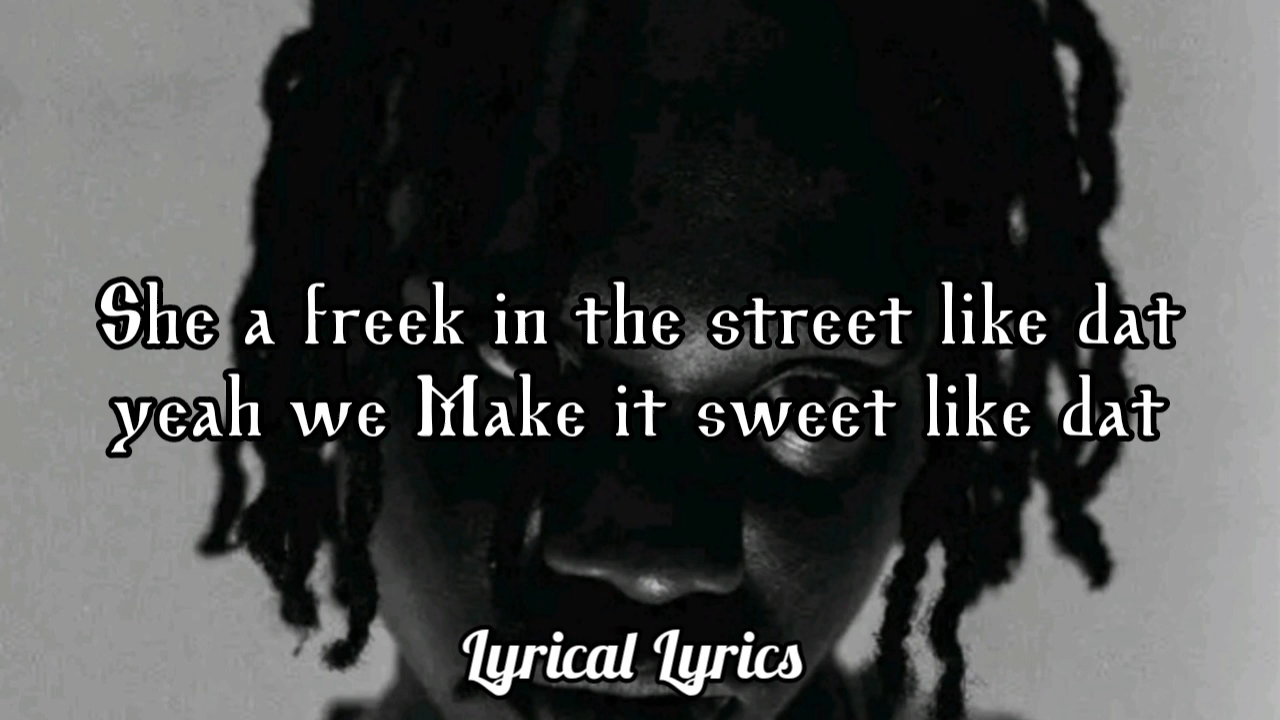 She a freek in the street like dat
yeah we Make it sweet like dat
Lyrical Lyrics